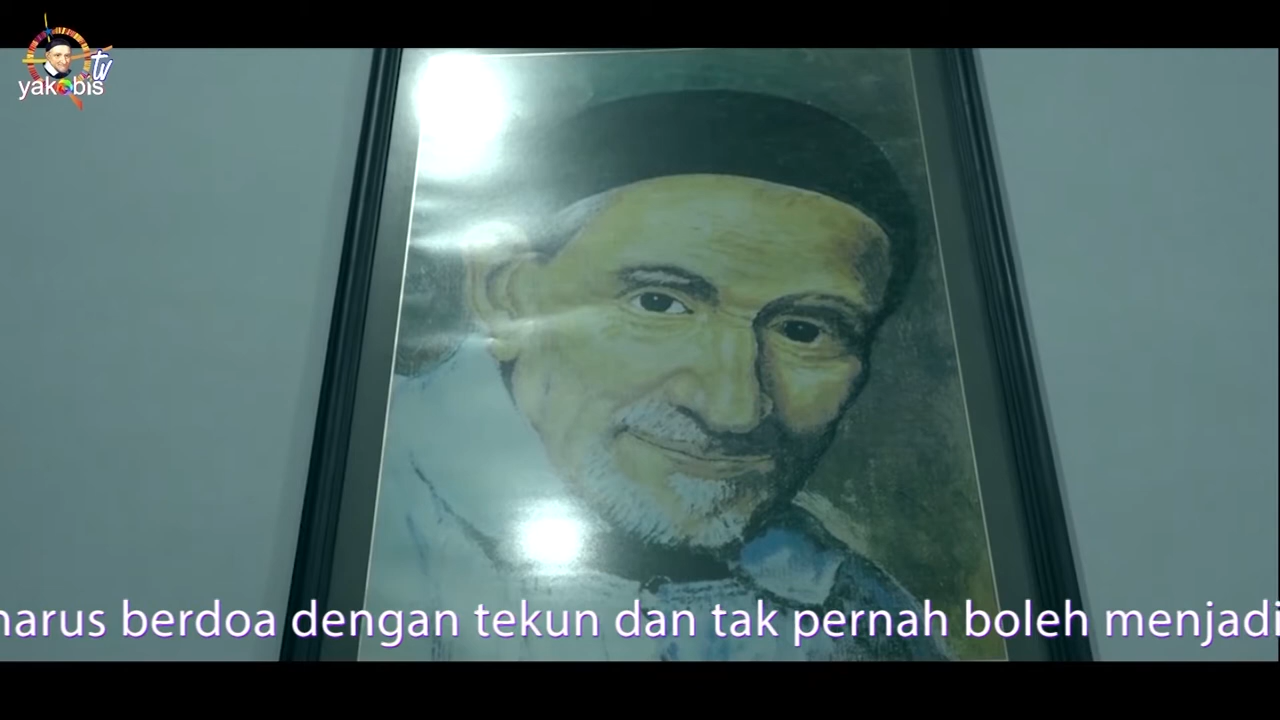 tv
yakobis
harus berdoa dengan tekun dan tak pernah boleh menjadi